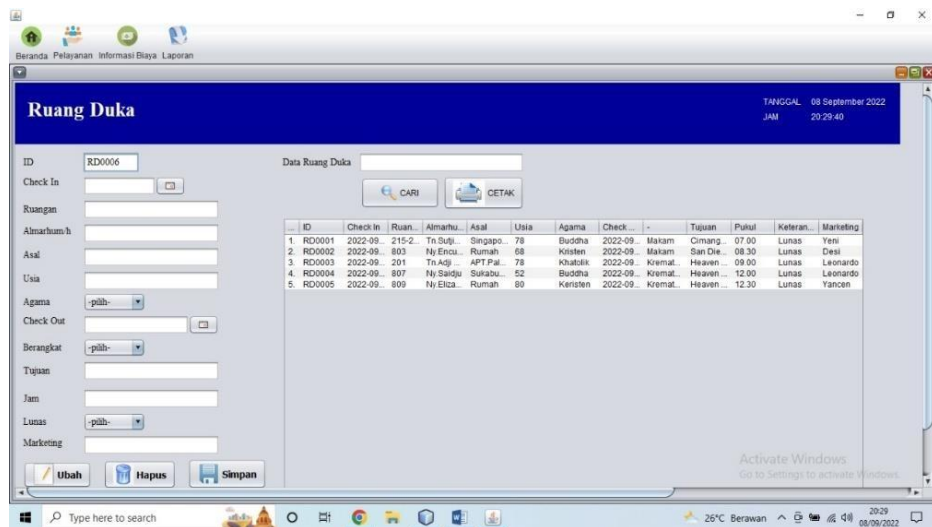 Beranda Pelayanan Informasi Biaya Laporan
Ruang Duka
TANGGAL 08 September 2022
JAM 20:29:40
ID RD0006
Data Ruang Duka
Check In
CARI CETAK
Ruangan
Almarhum/h
Asal
Usia
Agama -pilih-
Check Out
Berangkat -pilih-
Tujuan
Jam
Lunas -pilih-
Marketing
Ubah Hapus Simpan
... ID Check In Ruan... Almarhu... Asal Usia Agama Check ... - Tujuan Pukul Keteran... Marketing
1. RD0001 2022-09... 215-2... Tn.Sutji... Singapo... 78 Buddha 2022-09... Makam Cimang... 07.00 Lunas Yeni
2. RD0002 2022-09... 803 Ny.Encu... Rumah 68 Kristen 2022-09... Makam San Die... 08.30 Lunas Desi
3. RD0003 2022-09... 201 Tn.Adji ... APT.Pal... 78 Khatolik 2022-09... Kremat... Heaven ... 09.00 Lunas Leonardo
4. RD0004 2022-09... 807 Ny.Saidju Sukabu... 52 Buddha 2022-09... Kremat... Heaven ... 12.00 Lunas Leonardo
5. RD0005 2022-09... 809 Ny.Eliza... Rumah 80 Keristen 2022-09... Kremat... Heaven ... 12.30 Lunas Yancen
Activate Windows
Go to Settings to activate Windows.
Type here to search
26°C Berawan
20:29
08/09/2022